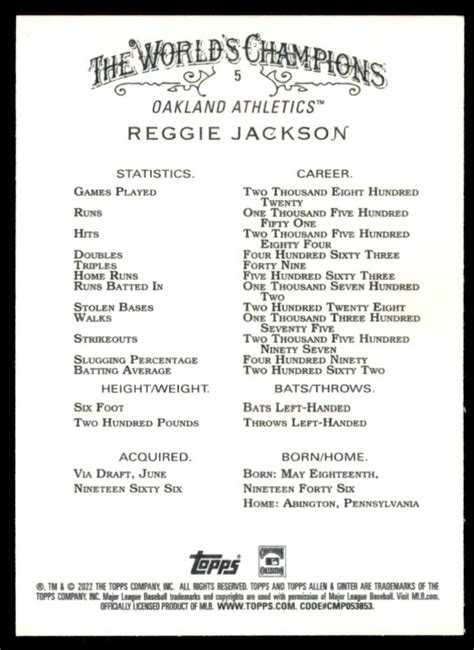 THE WORLD'S CHAMPIONS
5
OAKLAND ATHLETICS™
REGGIE JACKSON
STATISTICS. CAREER.
GAMES PLAYED TWO THOUSAND EIGHT HUNDRED
TWENTY
RUNS ONE THOUSAND FIVE HUNDRED
FIFTY ONE
HITS TWO THOUSAND FIVE HUNDRED
EIGHTY FOUR
DOUBLES FOUR HUNDRED SIXTY THREE
TRIPLES FORTY NINE
HOME RUNS FIVE HUNDRED SIXTY THREE
RUNS BATTED IN ONE THOUSAND SEVEN HUNDRED
TWO
STOLEN BASES TWO HUNDRED TWENTY EIGHT
WALKS ONE THOUSAND THREE HUNDRED
SEVENTY FIVE
STRIKEOUTS TWO THOUSAND FIVE HUNDRED
NINETY SEVEN
SLUGGING PERCENTAGE FOUR HUNDRED NINETY
BATTING AVERAGE TWO HUNDRED SIXTY TWO
HEIGHT/WEIGHT. BATS/THROWS.
SIX FOOT BATS LEFT-HANDED
TWO HUNDRED POUNDS THROWS LEFT-HANDED
ACQUIRED. BORN/HOME.
VIA DRAFT, JUNE BORN: MAY EIGHTEENTH,
NINETEEN SIXTY SIX NINETEEN FORTY SIX
HOME: ABINGTON, PENNSYLVANIA
Topps
®, TM & © 2022 THE TOPPS COMPANY, INC. ALL RIGHTS RESERVED. TOPPS AND TOPPS ALLEN & GINTER ARE TRADEMARKS OF THE
TOPPS COMPANY, INC. Major League Baseball trademarks and copyrights are used with permission of Major League Baseball. Visit MLB.com.
OFFICIALLY LICENSED PRODUCT OF MLB. WWW.TOPPS.COM. CODE#CMP053853.